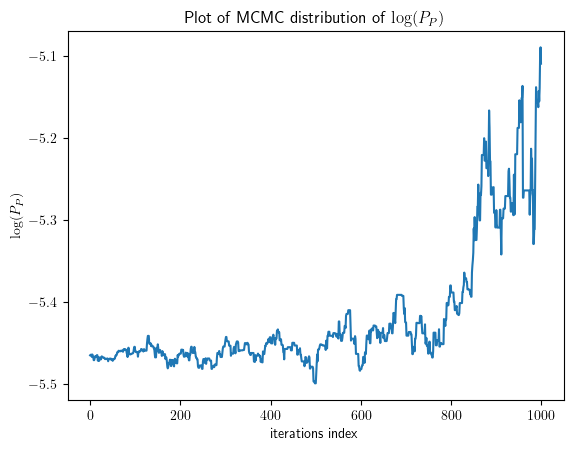 Plot of MCMC distribution of log(P_P)
log(P_P)
−5.1
−5.2
−5.3
−5.4
−5.5
0 200 400 600 800 1000
iterations index